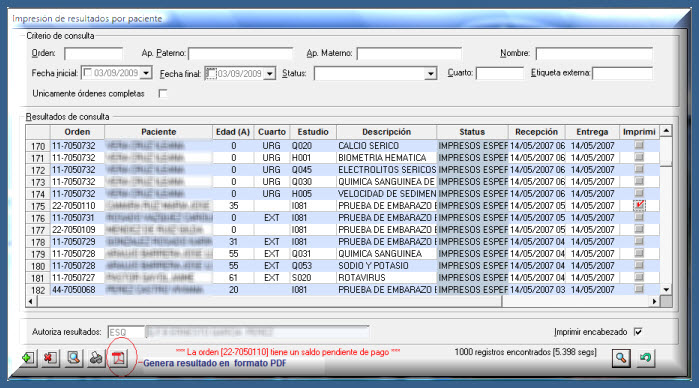 Impresión de resultados por paciente
Criterio de consulta
Orden: Ap. Paterno: Ap. Materno: Nombre:
Fecha inicial: 03/09/2009 Fecha final: 03/09/2009 Status: Cuarto: Etiqueta externa:
Unicamente órdenes completas
Resultados de consulta
Orden Paciente Edad (A) Cuarto Estudio Descripción Status Recepción Entrega Imprimi
170 11-7050732 0 URG Q020 CALCIO SERICO IMPRESOS ESPEF 14/05/2007 06 14/05/2007
171 11-7050732 0 URG H001 BIOMETRIA HEMATICA IMPRESOS ESPEF 14/05/2007 06 14/05/2007
172 11-7050732 0 URG Q045 ELECTROLITOS SERICOS IMPRESOS ESPEF 14/05/2007 06 14/05/2007
173 11-7050732 0 URG Q030 QUIMICA SANGUINEA DE IMPRESOS ESPEF 14/05/2007 06 14/05/2007
174 11-7050732 0 URG H005 VELOCIDAD DE SEDIMEN IMPRESOS ESPEF 14/05/2007 06 14/05/2007
175 22-7050110 35 I081 PRUEBA DE EMBARAZO E IMPRESOS ESPEF 14/05/2007 05 14/05/2007
176 11-7050731 0 EXT I081 PRUEBA DE EMBARAZO E IMPRESOS ESPEF 14/05/2007 05 14/05/2007
177 22-7050109 0 I081 PRUEBA DE EMBARAZO E IMPRESOS ESPEF 14/05/2007 05 14/05/2007
178 11-7050729 31 EXT I081 PRUEBA DE EMBARAZO E IMPRESOS ESPEF 14/05/2007 04 14/05/2007
179 11-7050728 55 EXT Q031 QUIMICA SANGUINEA IMPRESOS ESPEF 14/05/2007 04 14/05/2007
180 11-7050728 55 EXT Q053 SODIO Y POTASIO IMPRESOS ESPEF 14/05/2007 04 14/05/2007
181 11-7050727 61 EXT S020 ROTAVIRUS IMPRESOS ESPEF 14/05/2007 04 14/05/2007
182 44-7050068 20 I081 PRUEBA DE EMBARAZO E IMPRESOS ESPEF 14/05/2007 03 14/05/2007
Autoriza resultados: ESQ Imprimir encabezado
*** La orden [22-7050110] tiene un saldo pendiente de pago *** 1000 registros encontrados [5.398 segs]
Genera resultado en formato PDF